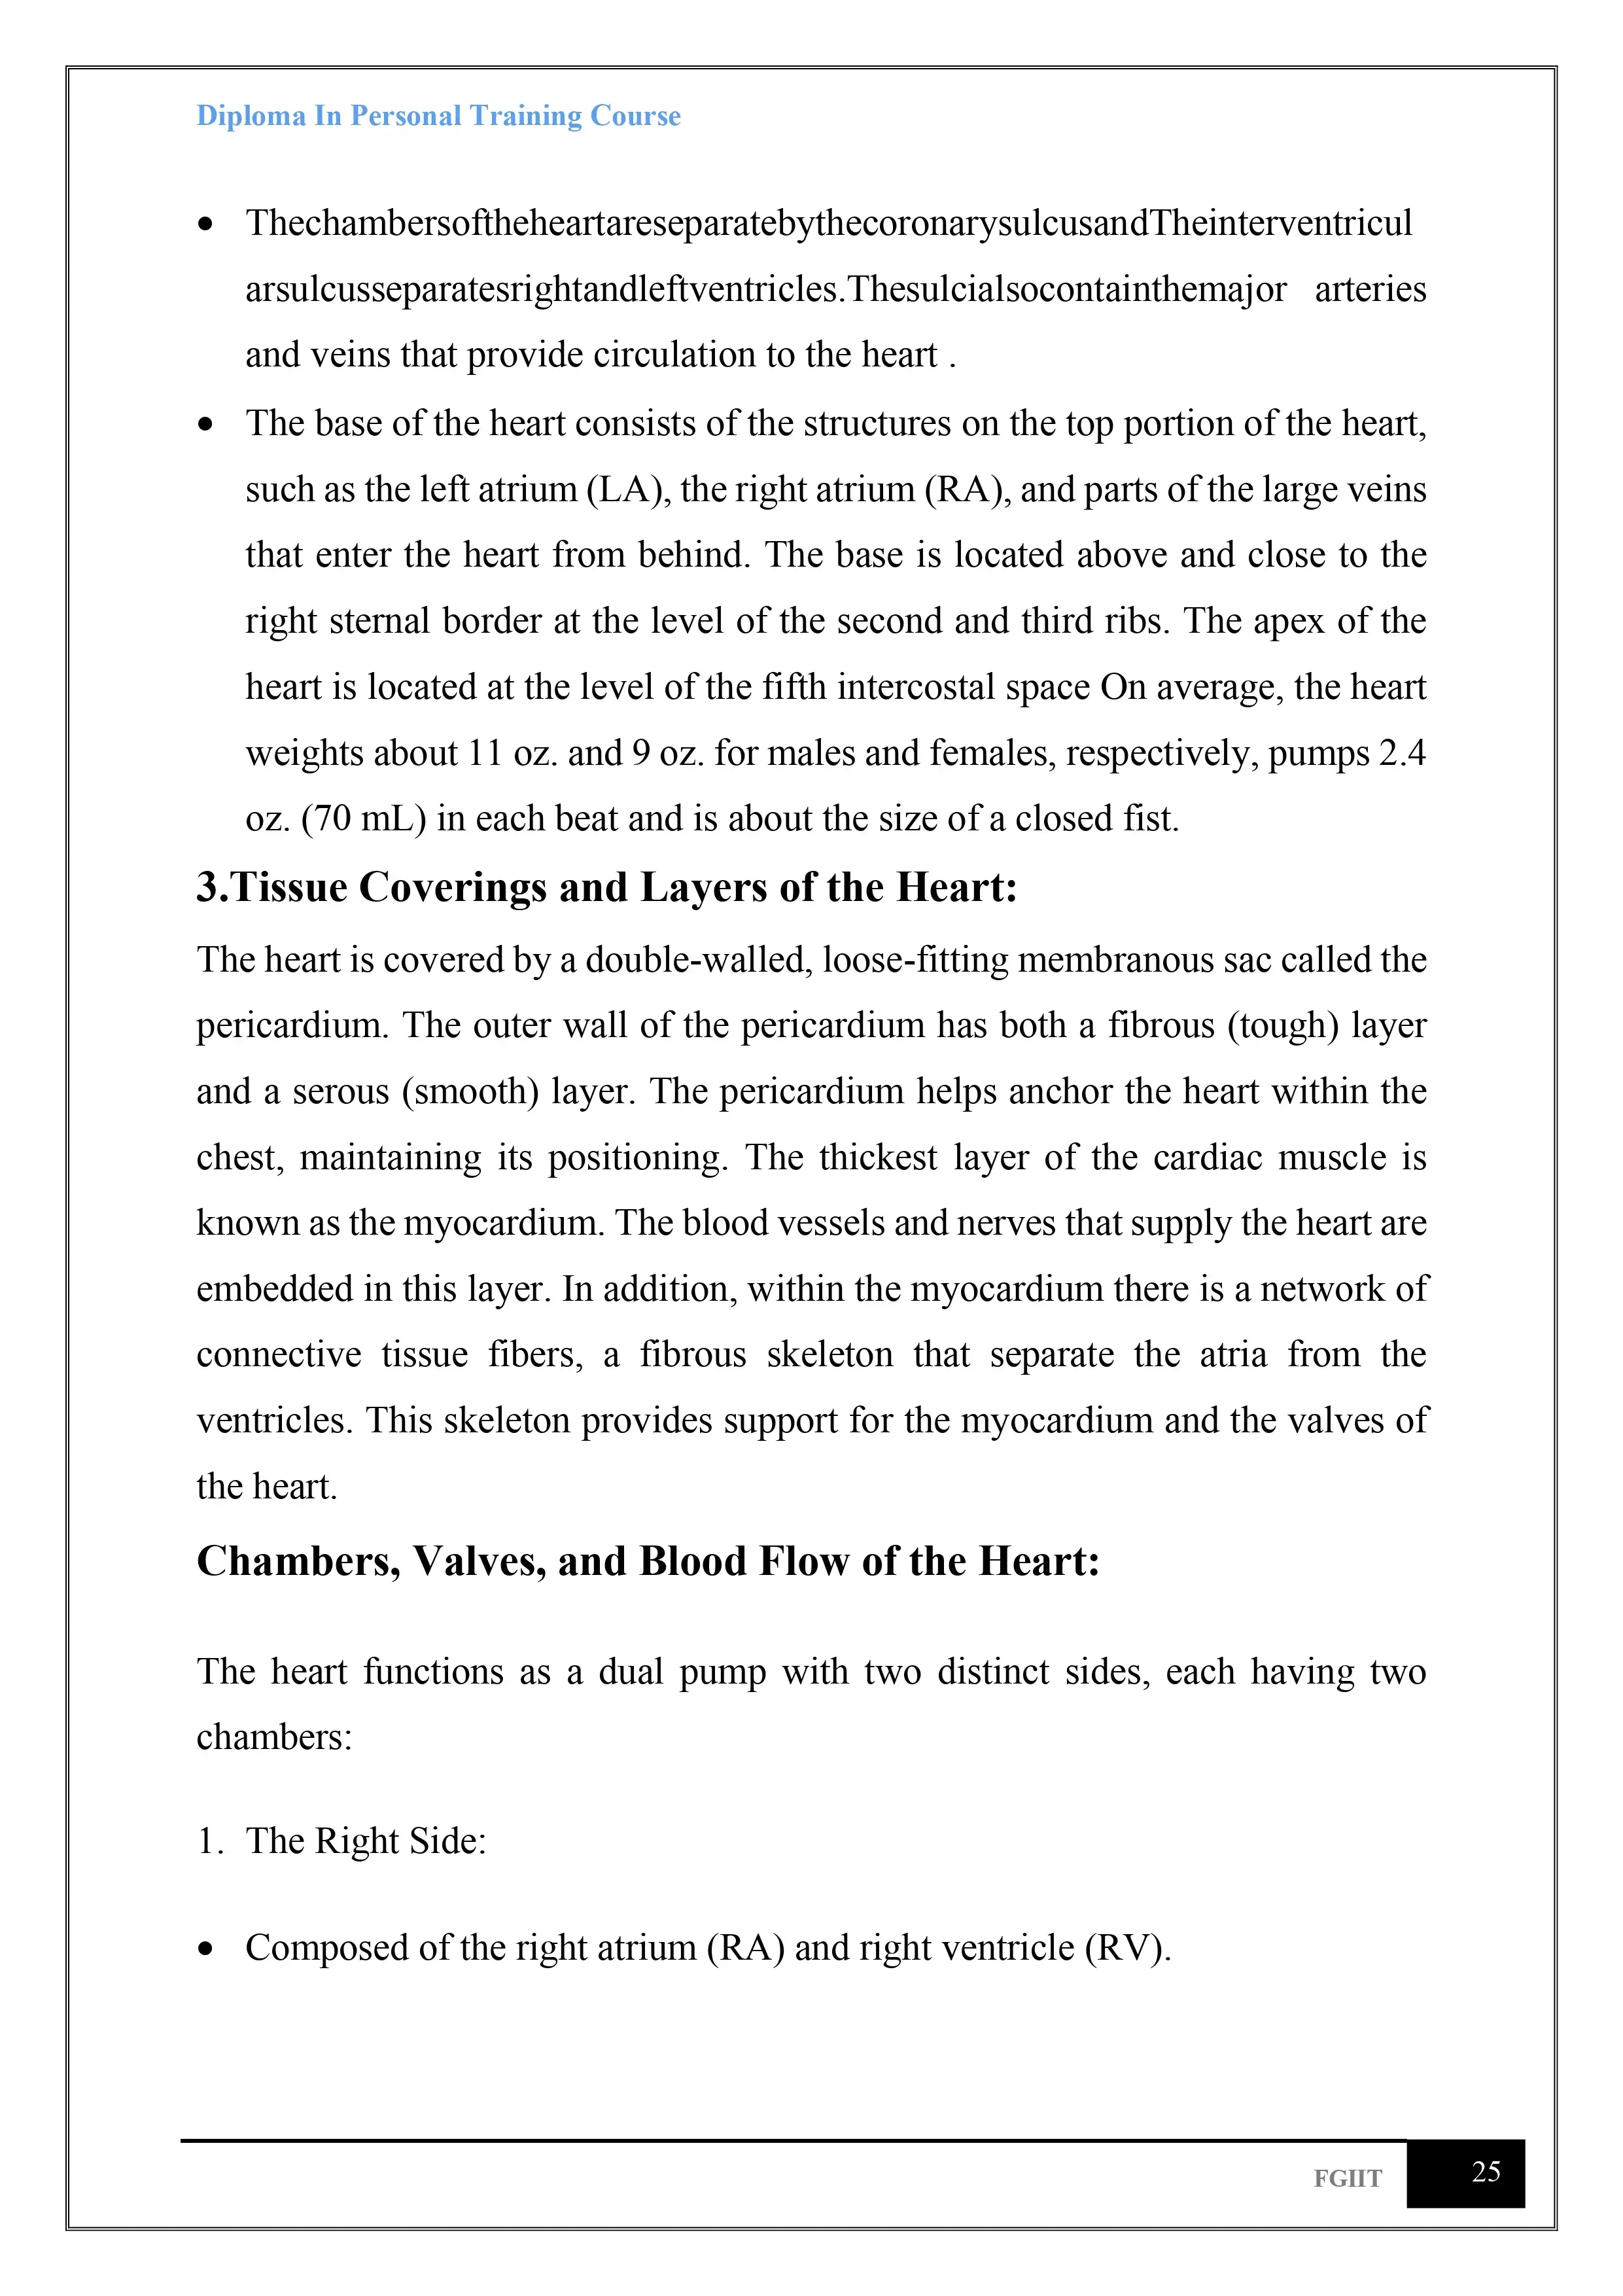 Diploma In Personal Training Course
• ThechambersoftheheartareseparatebythecoronarysulcusandTheinterventricul
arsulcusseparatesrightandleftventricles.Thesulcialsocontainthemajor arteries
and veins that provide circulation to the heart .
• The base of the heart consists of the structures on the top portion of the heart,
such as the left atrium (LA), the right atrium (RA), and parts of the large veins
that enter the heart from behind. The base is located above and close to the
right sternal border at the level of the second and third ribs. The apex of the
heart is located at the level of the fifth intercostal space On average, the heart
weights about 11 oz. and 9 oz. for males and females, respectively, pumps 2.4
oz. (70 mL) in each beat and is about the size of a closed fist.
3.Tissue Coverings and Layers of the Heart:
The heart is covered by a double-walled, loose-fitting membranous sac called the
pericardium. The outer wall of the pericardium has both a fibrous (tough) layer
and a serous (smooth) layer. The pericardium helps anchor the heart within the
chest, maintaining its positioning. The thickest layer of the cardiac muscle is
known as the myocardium. The blood vessels and nerves that supply the heart are
embedded in this layer. In addition, within the myocardium there is a network of
connective tissue fibers, a fibrous skeleton that separate the atria from the
ventricles. This skeleton provides support for the myocardium and the valves of
the heart.
Chambers, Valves, and Blood Flow of the Heart:
The heart functions as a dual pump with two distinct sides, each having two
chambers:
1. The Right Side:
• Composed of the right atrium (RA) and right ventricle (RV).
FGIIT 25